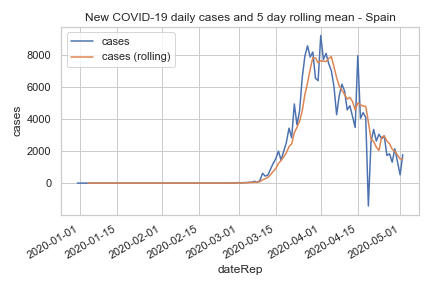 New COVID-19 daily cases and 5 day rolling mean - Spain
cases
cases (rolling)
8000
6000
4000
2000
0
cases
2020-01-01
2020-01-15
2020-02-01
2020-02-15
2020-03-01
2020-03-15
2020-04-01
2020-04-15
2020-05-01
dateRep